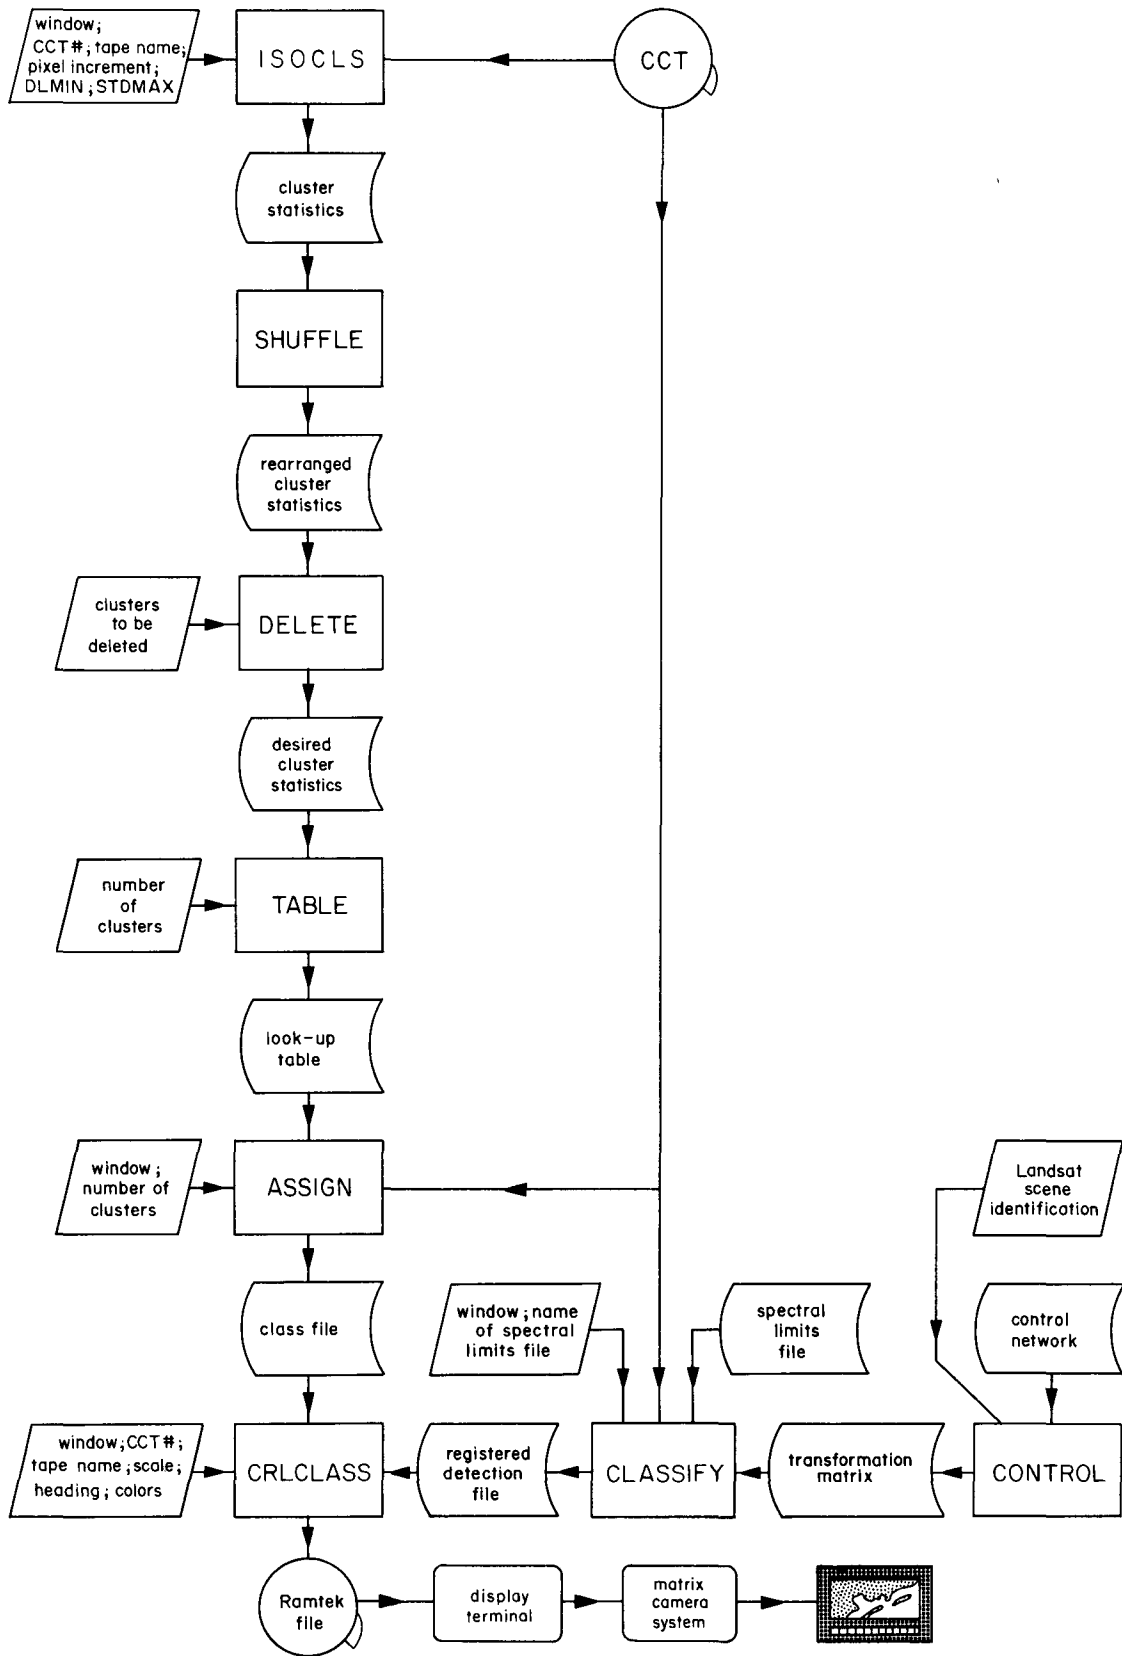 window;
CCT#; tape name;
pixel increment;
DLMIN; STDMAX
ISOCLS
CCT
cluster
statistics
SHUFFLE
rearranged
cluster
statistics
clusters
to be
deleted
DELETE
desired
cluster
statistics
number
of
clusters
TABLE
look-up
table
window;
number of
clusters
ASSIGN
Landsat
scene
identification
class file
window; name
of spectral
limits file
spectral
limits
file
control
network
window; CCT#;
tape name; scale;
heading; colors
CRLCLASS
registered
detection
file
CLASSIFY
transformation
matrix
CONTROL
Ramtek
file
display
terminal
matrix
camera
system